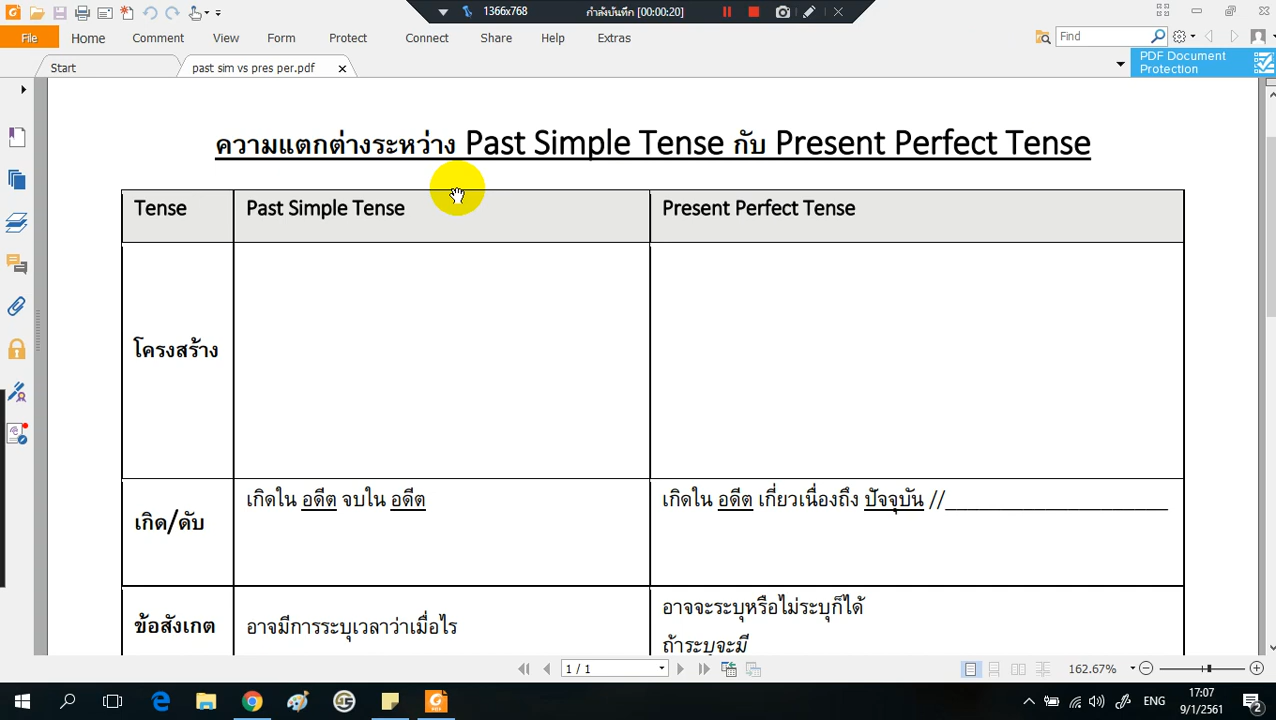 1366x768
กำลังบันทึก [00:00:20]
File Home Comment View Form Protect Connect Share Help Extras
Find
Start
past sim vs pres per.pdf
PDF Document
Protection
ความแตกต่างระหว่าง Past Simple Tense กับ Present Perfect Tense
Tense
Past Simple Tense
Present Perfect Tense
โครงสร้าง
เกิด/ดับ
เกิดใน อดีต จบใน อดีต
เกิดใน อดีต เกี่ยวเนื่องถึง ปัจจุบัน //______________________
ข้อสังเกต
อาจมีการระบุเวลาว่าเมื่อไร
อาจจะระบุหรือไม่ระบุก็ได้
ถ้าระบุจะมี
1 / 1
162.67%
ENG
17:07
9/1/2561
2